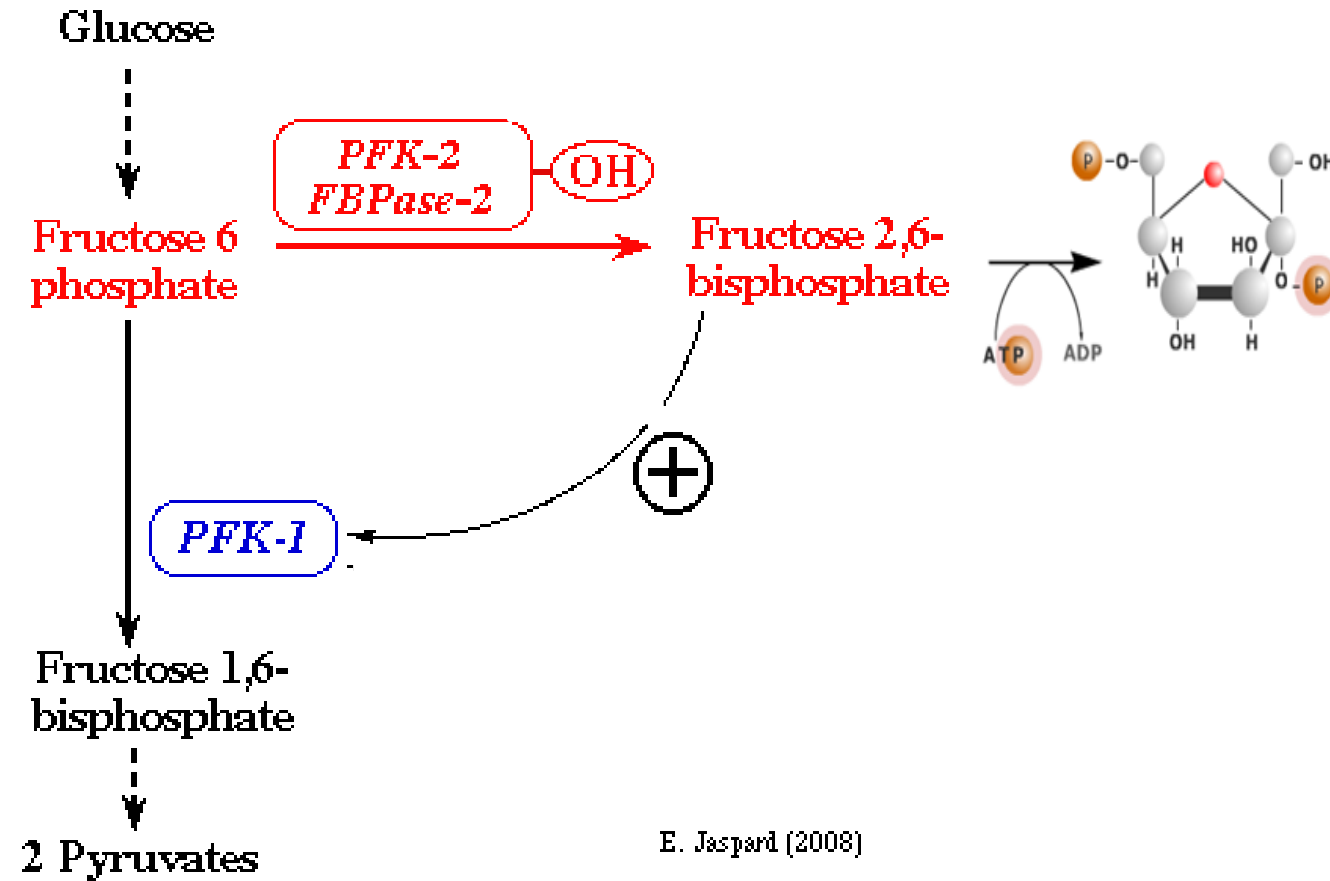 Glucose
PFK-2
FBPase-2
OH
Fructose 6
phosphate
Fructose 2,6-
bisphosphate
P -O- - OH
H HO
H O - P
OH H
ATP ADP
+
PFK-I
Fructose 1,6-
bisphosphate
2 Pyruvates
E. Jaspard (2008)